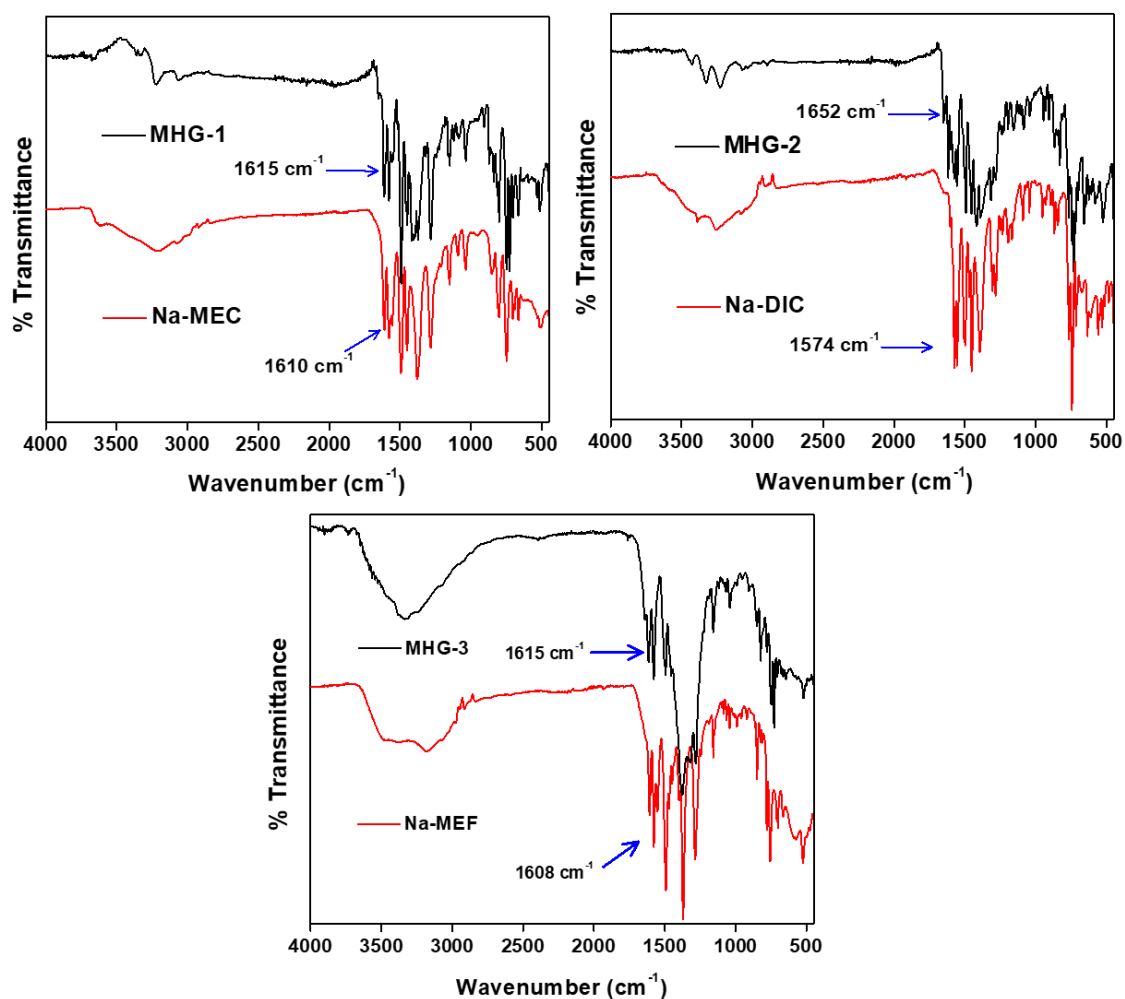 % Transmittance
MHG-1
1615 cm⁻¹
Na-MEC
1610 cm⁻¹
4000 3500 3000 2500 2000 1500 1000 500
Wavenumber (cm⁻¹)
% Transmittance
1652 cm⁻¹
MHG-2
Na-DIC
1574 cm⁻¹
4000 3500 3000 2500 2000 1500 1000 500
Wavenumber (cm⁻¹)
% Transmittance
MHG-3
1615 cm⁻¹
Na-MEF
1608 cm⁻¹
4000 3500 3000 2500 2000 1500 1000 500
Wavenumber (cm⁻¹)